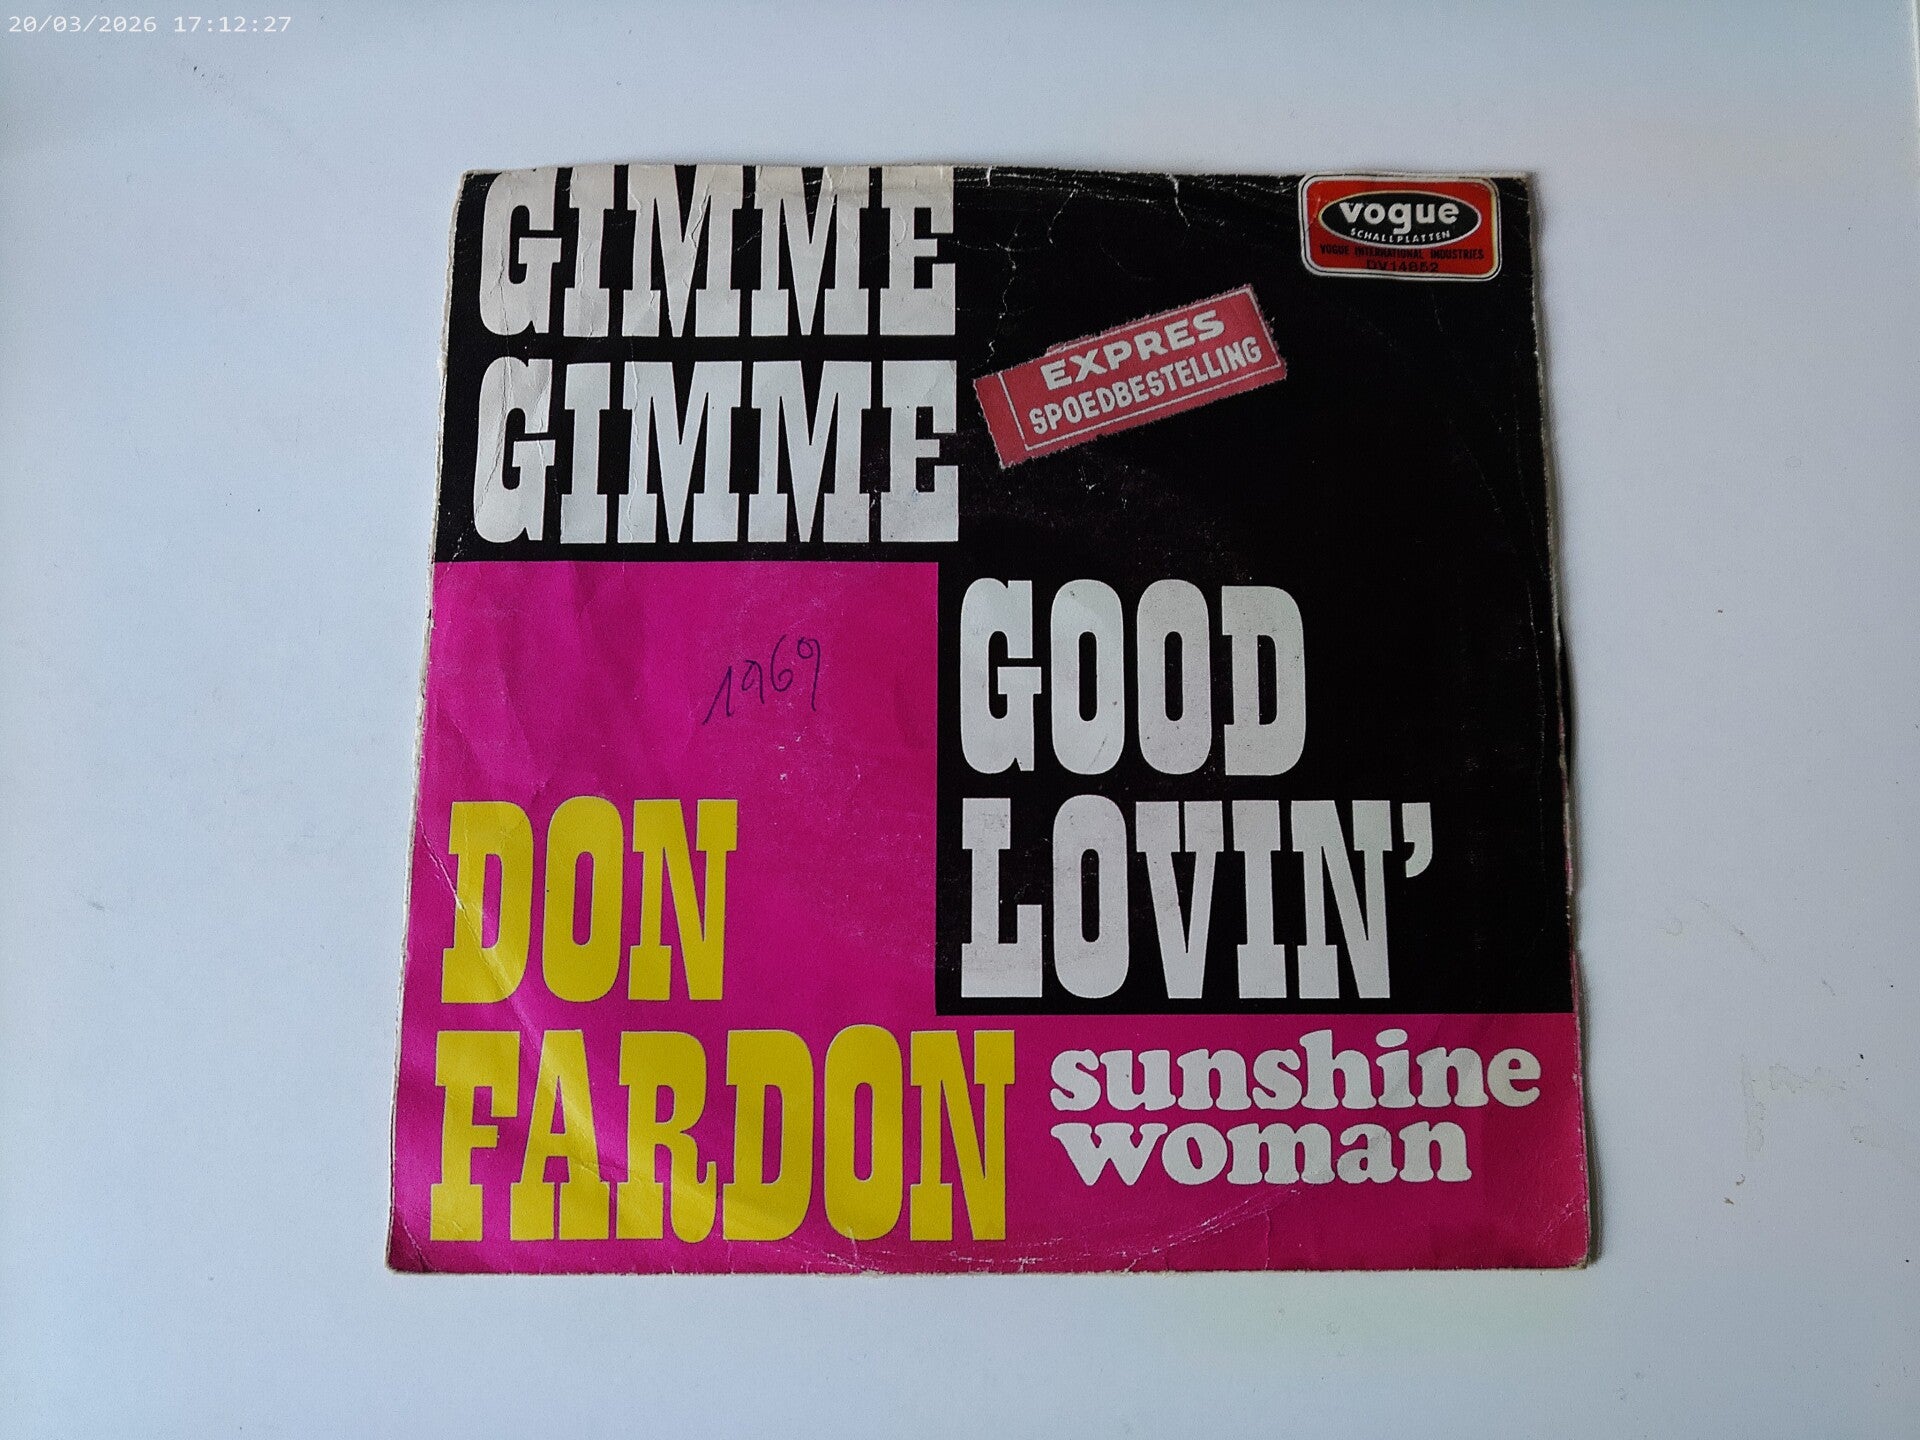 20/03/2026 17:12:27
GIMME
GIMME
vogue
SCHALLPLATTEN
VOGUE INTERNATIONAL INDUSTRIES
DV14852
EXPRES
SPOEDBESTELLING
1969
GOOD
LOVIN'
DON
FARDON
sunshine
woman